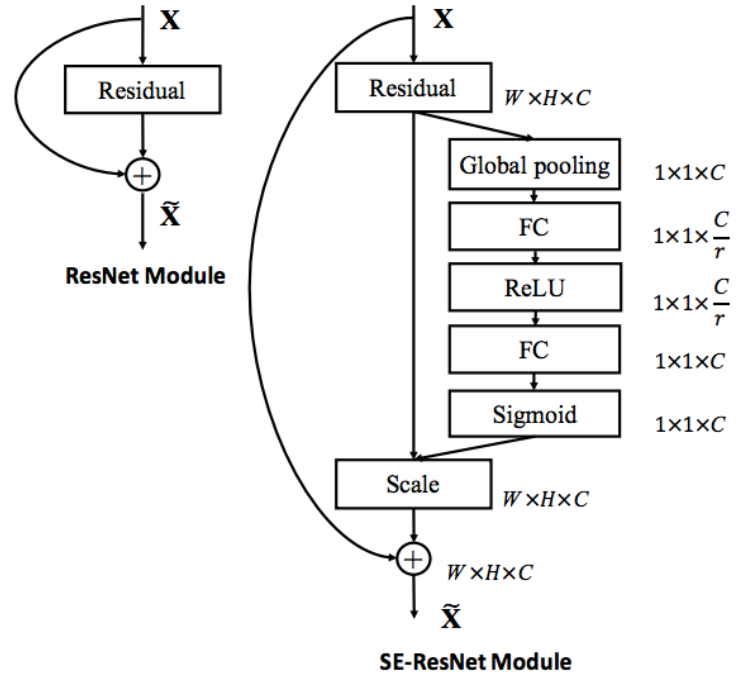 X
Residual
+
X̃
ResNet Module
X
Residual
W×H×C
Global pooling
1×1×C
FC
1×1×C/r
ReLU
1×1×C/r
FC
1×1×C
Sigmoid
1×1×C
Scale
W×H×C
+
W×H×C
X̃
SE-ResNet Module